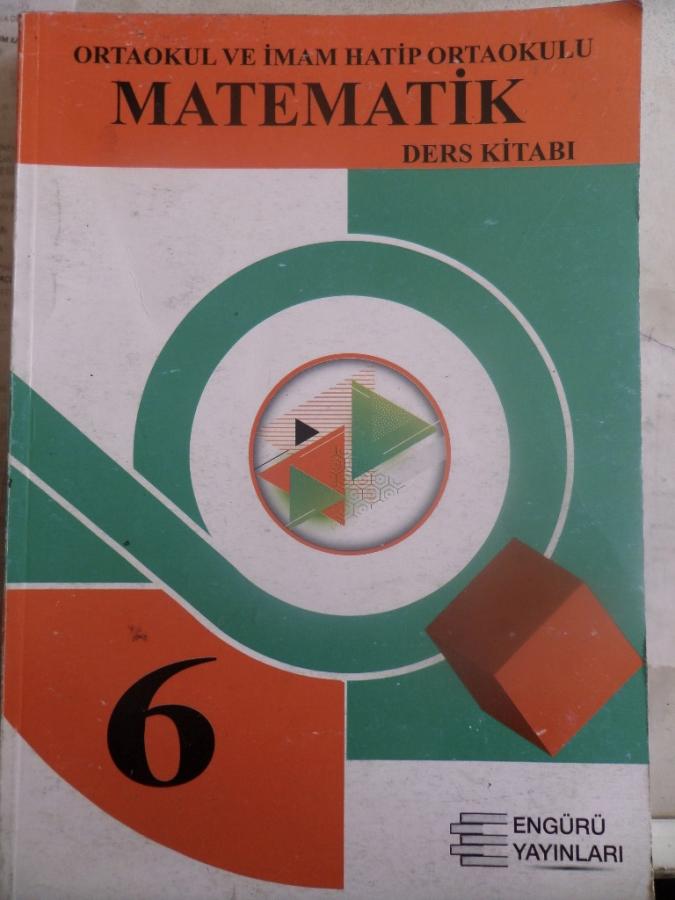 ORTAOKUL VE İMAM HATİP ORTAOKULU
MATEMATİK
DERS KİTABI
6
ENGÜRÜ
YAYINLARI